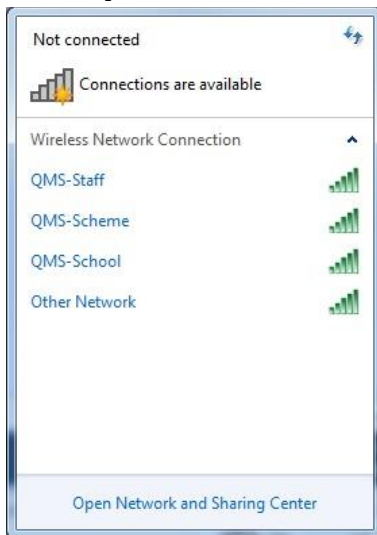 Not connected
Connections are available
Wireless Network Connection
QMS-Staff
QMS-Scheme
QMS-School
Other Network
Open Network and Sharing Center